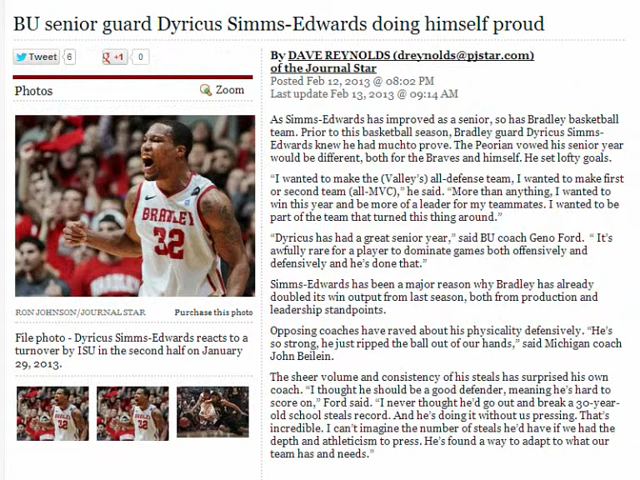 BU senior guard Dyricus Simms-Edwards doing himself proud
Tweet 6
+1 0
Photos
Zoom
BRADLEY
32
RON JOHNSON/JOURNAL STAR
Purchase this photo
File photo - Dyricus Simms-Edwards reacts to a
turnover by ISU in the second half on January
29, 2013.
By DAVE REYNOLDS (dreynolds@pjstar.com)
of the Journal Star
Posted Feb 12, 2013 @ 08:02 PM
Last update Feb 13, 2013 @ 09:14 AM
As Simms-Edwards has improved as a senior, so has Bradley basketball
team. Prior to this basketball season, Bradley guard Dyricus Simms-
Edwards knew he had muchto prove. The Peorian vowed his senior year
would be different, both for the Braves and himself. He set lofty goals.
“I wanted to make the (Valley’s) all-defense team, I wanted to make first
or second team (all-MVC),” he said. “More than anything, I wanted to
win this year and be more of a leader for my teammates. I wanted to be
part of the team that turned this thing around.”
“Dyricus has had a great senior year,” said BU coach Geno Ford. “ It’s
awfully rare for a player to dominate games both offensively and
defensively and he’s done that.”
Simms-Edwards has been a major reason why Bradley has already
doubled its win output from last season, both from production and
leadership standpoints.
Opposing coaches have raved about his physicality defensively. “He’s
so strong, he just ripped the ball out of our hands,” said Michigan coach
John Beilein.
The sheer volume and consistency of his steals has surprised his own
coach. “I thought he should be a good defender, meaning he’s hard to
score on,” Ford said. “I never thought he’d go out and break a 30-year-
old school steals record. And he’s doing it without us pressing. That’s
incredible. I can’t imagine the number of steals he’d have if we had the
depth and athleticism to press. He’s found a way to adapt to what our
team has and needs.”